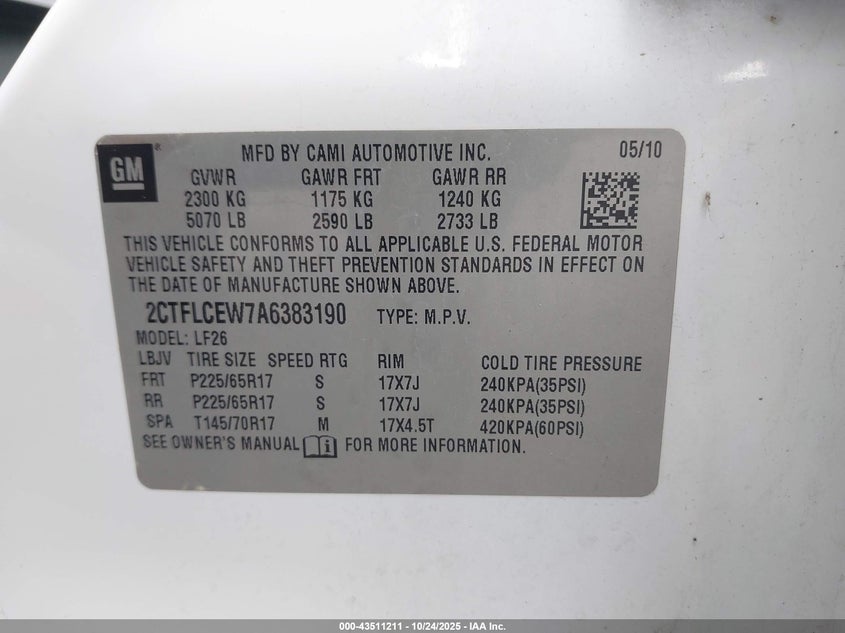 GM ®
MFD BY CAMI AUTOMOTIVE INC. 05/10
GVWR GAWR FRT GAWR RR
2300 KG 1175 KG 1240 KG
5070 LB 2590 LB 2733 LB
THIS VEHICLE CONFORMS TO ALL APPLICABLE U.S. FEDERAL MOTOR
VEHICLE SAFETY AND THEFT PREVENTION STANDARDS IN EFFECT ON
THE DATE OF MANUFACTURE SHOWN ABOVE.
2CTFLCEW7A6383190 TYPE: M.P.V.
MODEL: LF26
LBJV TIRE SIZE SPEED RTG RIM COLD TIRE PRESSURE
FRT P225/65R17 S 17X7J 240KPA(35PSI)
RR P225/65R17 S 17X7J 240KPA(35PSI)
SPA T145/70R17 M 17X4.5T 420KPA(60PSI)
SEE OWNER'S MANUAL i FOR MORE INFORMATION.
000-43511211 - 10/24/2025 - IAA Inc.